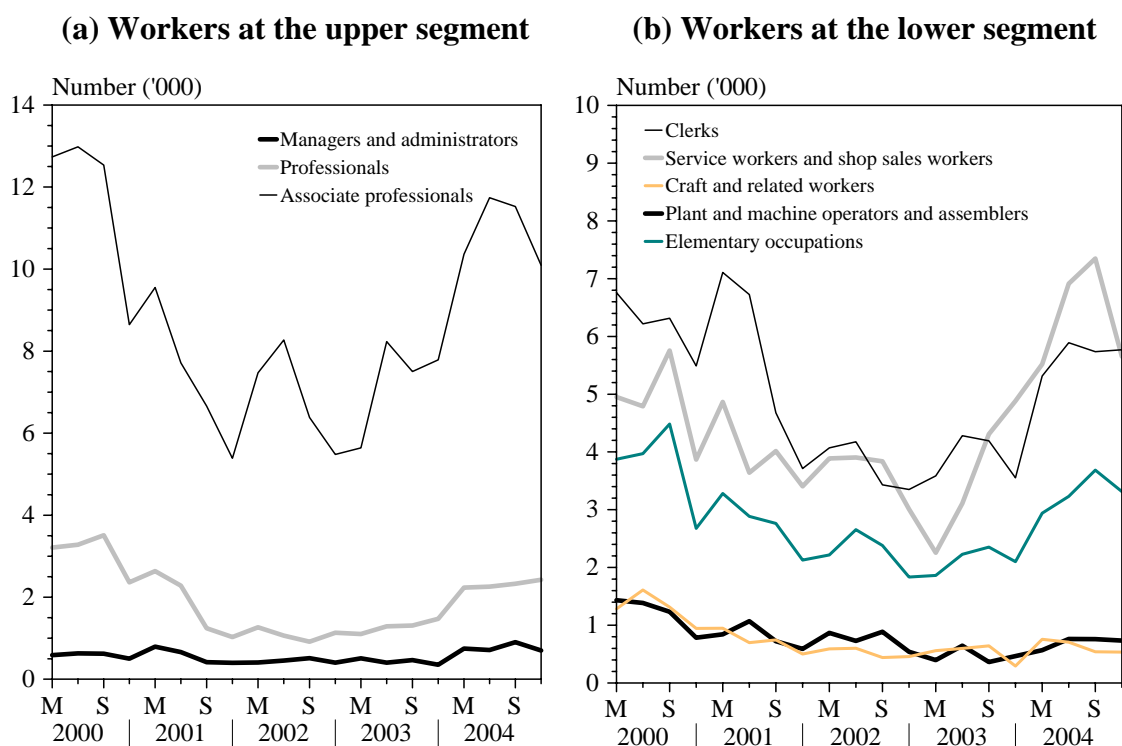 (a) Workers at the upper segment
Number ('000)
14
12
10
8
6
4
2
0
Managers and administrators
Professionals
Associate professionals
M S M S M S M S M S
2000 2001 2002 2003 2004
(b) Workers at the lower segment
Number ('000)
10
9
8
7
6
5
4
3
2
1
0
Clerks
Service workers and shop sales workers
Craft and related workers
Plant and machine operators and assemblers
Elementary occupations
M S M S M S M S M S
2000 2001 2002 2003 2004